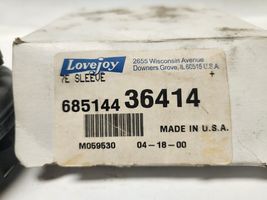 Lovejoy
2655 Wisconsin Avenue
Downers Grove, IL 60515 U.S.A.
7E SLEEVE
685144 36414
MADE IN U.S.A.
M059530 04-18-00